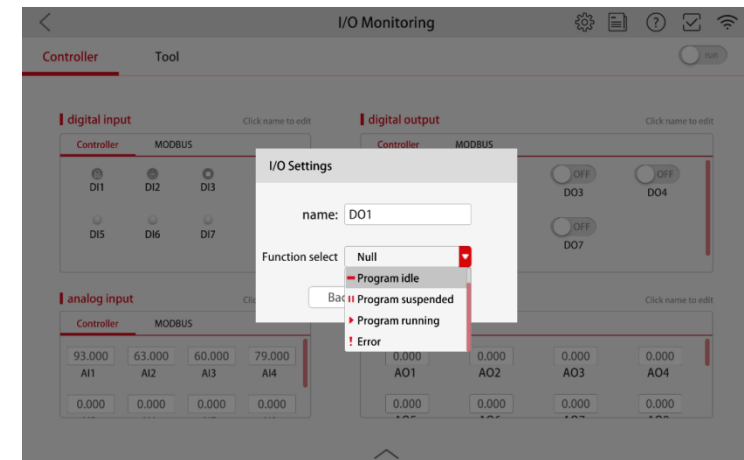 I/O Monitoring
Controller Tool
digital input Click name to edit
Controller MODBUS
DI1 DI2 DI3
DI5 DI6 DI7
digital output Click name to edit
Controller MODBUS
OFF OFF
DO3 DO4
OFF
DO7
I/O Settings
name: DO1
Function select Null
Program idle
Program suspended
Program running
Error
analog input
Controller MODBUS
93.000 63.000 60.000 79.000
AI1 AI2 AI3 AI4
0.000 0.000 0.000 0.000
Click name to edit
0.000 0.000 0.000 0.000
AO1 AO2 AO3 AO4
0.000 0.000 0.000 0.000